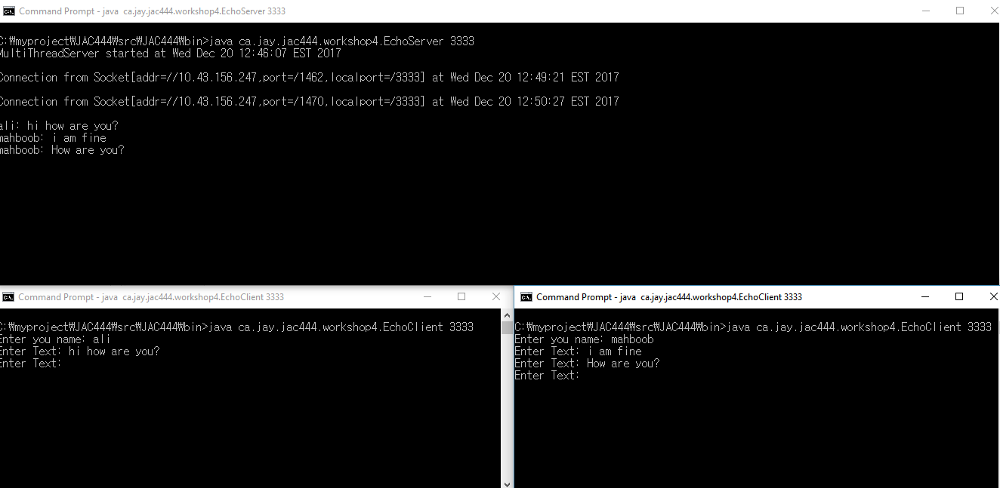 Command Prompt - java  ca.jay.jac444.workshop4.EchoServer 3333
C:₩myproject₩JAC444₩src₩JAC444₩bin>java ca.jay.jac444.workshop4.EchoServer 3333
MultiThreadServer started at Wed Dec 20 12:46:07 EST 2017
Connection from Socket[addr=//10.43.156.247,port=/1462,localport=/3333] at Wed Dec 20 12:49:21 EST 2017
Connection from Socket[addr=//10.43.156.247,port=/1470,localport=/3333] at Wed Dec 20 12:50:27 EST 2017
ali: hi how are you?
mahboob: i am fine
mahboob: How are you?
Command Prompt - java  ca.jay.jac444.workshop4.EchoClient 3333
C:₩myproject₩JAC444₩src₩JAC444₩bin>java ca.jay.jac444.workshop4.EchoClient 3333
Enter you name: ali
Enter Text: hi how are you?
Enter Text:
Command Prompt - java  ca.jay.jac444.workshop4.EchoClient 3333
C:₩myproject₩JAC444₩src₩JAC444₩bin>java ca.jay.jac444.workshop4.EchoClient 3333
Enter you name: mahboob
Enter Text: i am fine
Enter Text: How are you?
Enter Text: